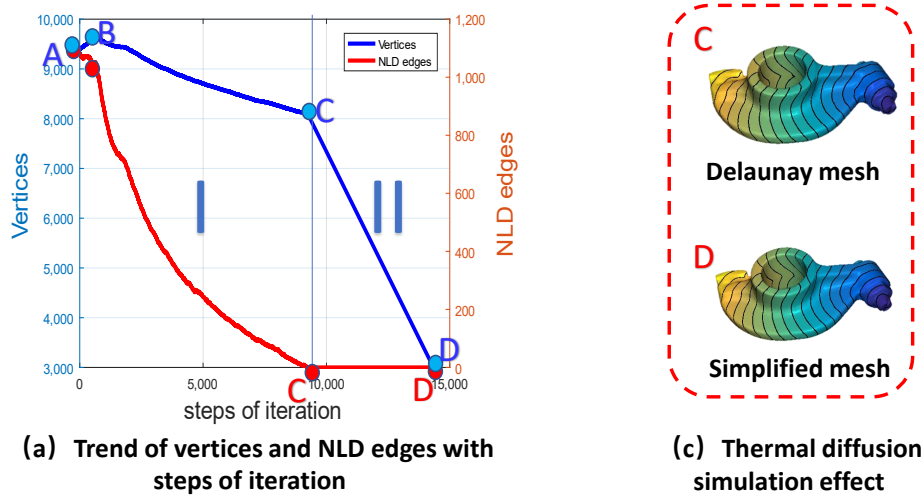 10,000
9,000
8,000
7,000
6,000
5,000
4,000
3,000
Vertices
1,200
1,000
800
600
400
200
0
NLD edges
0
5,000
10,000
15,000
steps of iteration
Vertices
NLD edges
A
B
C
D
C
D
I
II
(a) Trend of vertices and NLD edges with
steps of iteration
C
Delaunay mesh
D
Simplified mesh
(c) Thermal diffusion
simulation effect